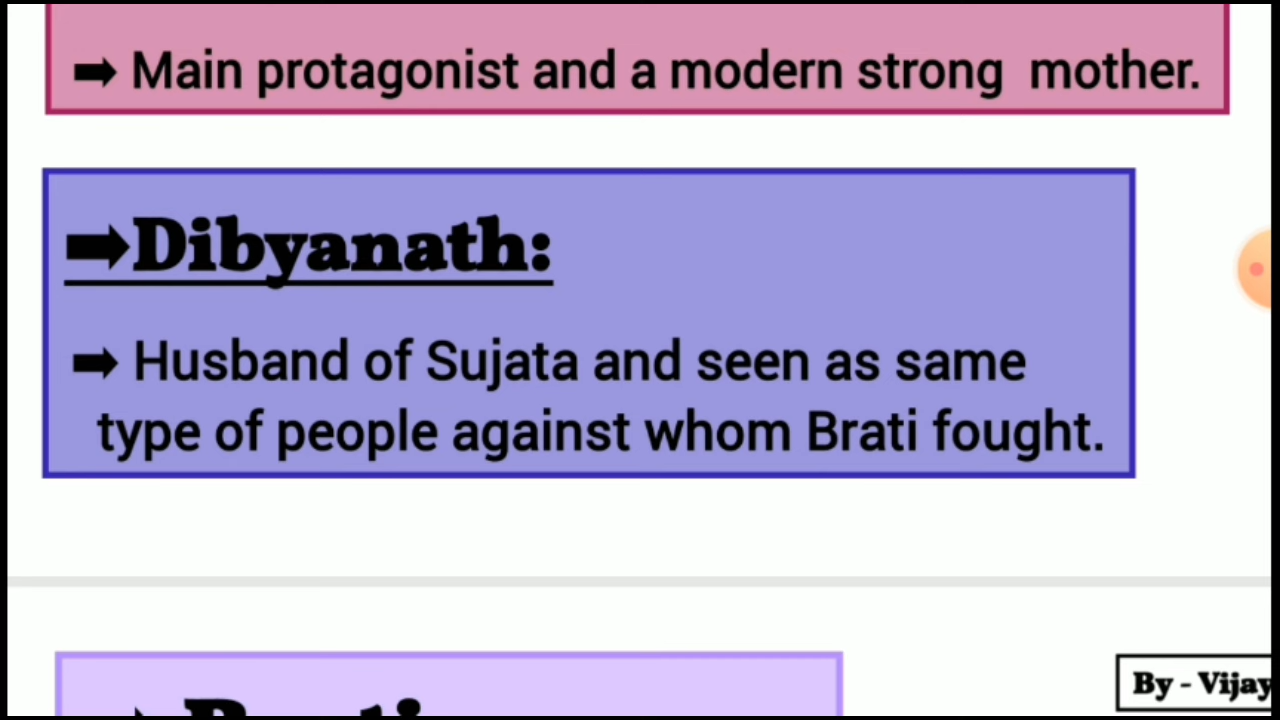 ➡ Main protagonist and a modern strong mother.
➡Dibyanath:
➡ Husband of Sujata and seen as same
type of people against whom Brati fought.
By - Vijay